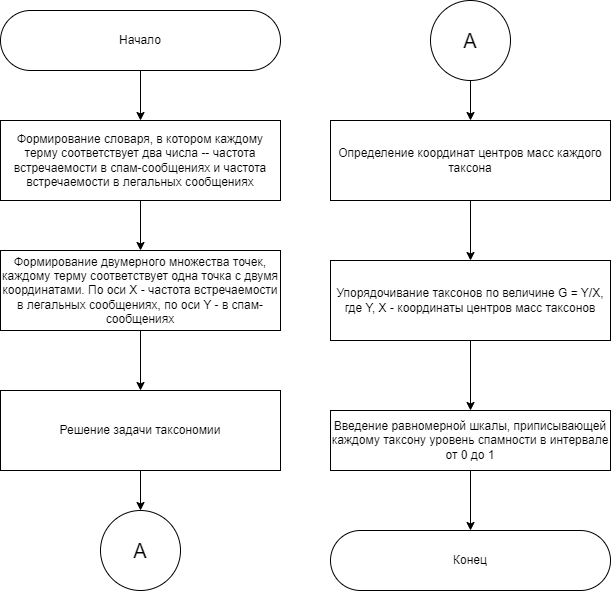 Начало
Формирование словаря, в котором каждому
терму соответствует два числа -- частота
встречаемости в спам-сообщениях и частота
встречаемости в легальных сообщениях
Формирование двумерного множества точек,
каждому терму соответствует одна точка с двумя
координатами. По оси X - частота встречаемости
в легальных сообщениях, по оси Y - в спам-
сообщениях
Решение задачи таксономии
А
А
Определение координат центров масс каждого
таксона
Упорядочивание таксонов по величине G = Y/X,
где Y, X - координаты центров масс таксонов
Введение равномерной шкалы, приписывающей
каждому таксону уровень спамности в интервале
от 0 до 1
Конец